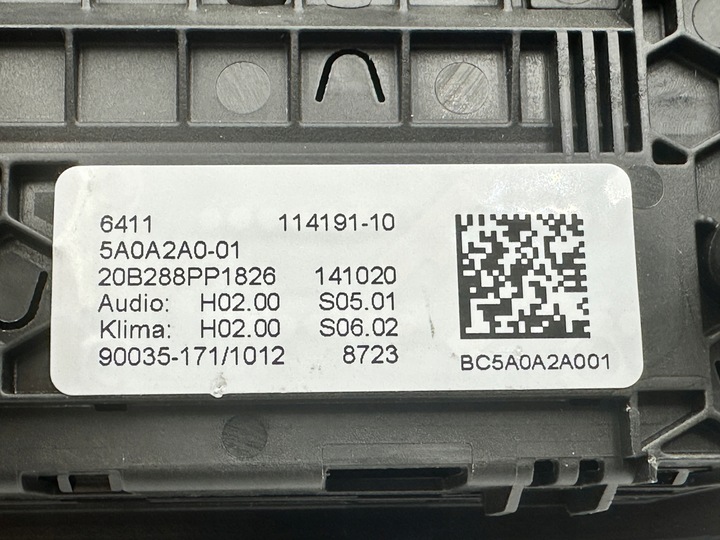 6411 114191-10
5A0A2A0-01
20B288PP1826 141020
Audio: H02.00 S05.01
Klima: H02.00 S06.02
90035-171/1012 8723
BC5A0A2A001